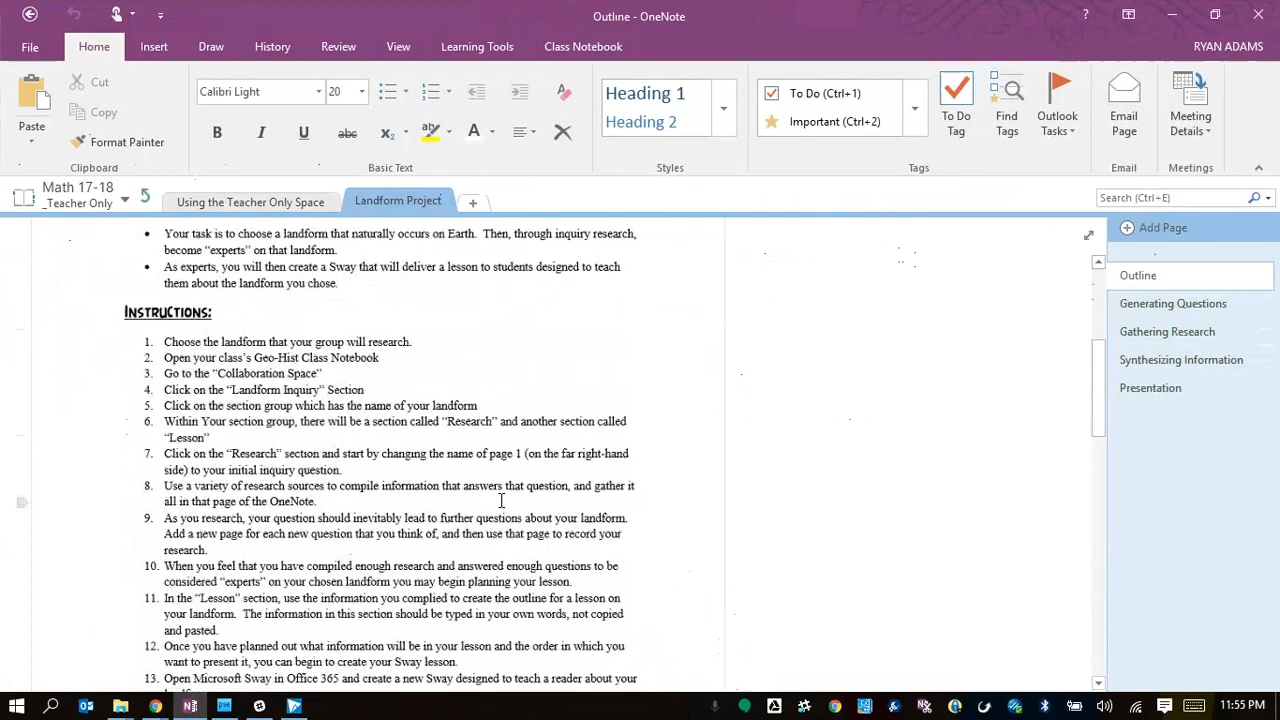 Outline - OneNote
?
File
Home
Insert
Draw
History
Review
View
Learning Tools
Class Notebook
RYAN ADAMS
Paste
Cut
Copy
Format Painter
Clipboard
Calibri Light
20
B I U abc x₂ A
Basic Text
Heading 1
Heading 2
Styles
To Do (Ctrl+1)
Important (Ctrl+2)
To Do
Tag
Find
Tags
Outlook
Tasks
Tags
Email
Page
Email
Meeting
Details
Meetings
Math 17-18
_Teacher Only
Using the Teacher Only Space
Landform Project
Search (Ctrl+E)
Add Page
Outline
Generating Questions
Gathering Research
Synthesizing Information
Presentation
• Your task is to choose a landform that naturally occurs on Earth. Then, through inquiry research,
become “experts” on that landform.
• As experts, you will then create a Sway that will deliver a lesson to students designed to teach
them about the landform you chose.
INSTRUCTIONS:
1. Choose the landform that your group will research.
2. Open your class’s Geo-Hist Class Notebook
3. Go to the “Collaboration Space”
4. Click on the “Landform Inquiry” Section
5. Click on the section group which has the name of your landform
6. Within Your section group, there will be a section called “Research” and another section called
“Lesson”
7. Click on the “Research” section and start by changing the name of page 1 (on the far right-hand
side) to your initial inquiry question.
8. Use a variety of research sources to compile information that answers that question, and gather it
all in that page of the OneNote.
9. As you research, your question should inevitably lead to further questions about your landform.
Add a new page for each new question that you think of, and then use that page to record your
research.
10. When you feel that you have compiled enough research and answered enough questions to be
considered “experts” on your chosen landform you may begin planning your lesson.
11. In the “Lesson” section, use the information you complied to create the outline for a lesson on
your landform. The information in this section should be typed in your own words, not copied
and pasted.
12. Once you have planned out what information will be in your lesson and the order in which you
want to present it, you can begin to create your Sway lesson.
13. Open Microsoft Sway in Office 365 and create a new Sway designed to teach a reader about your
11:55 PM